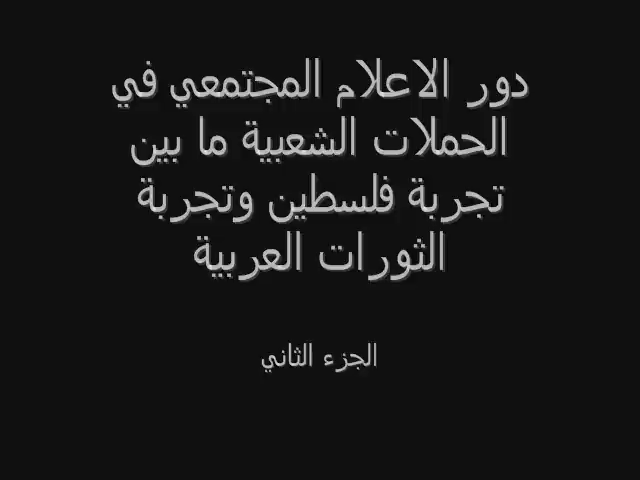 دور الاعلام المجتمعي في
الحملات الشعبية ما بين
تجربة فلسطين وتجربة
الثورات العربية
الجزء الثاني